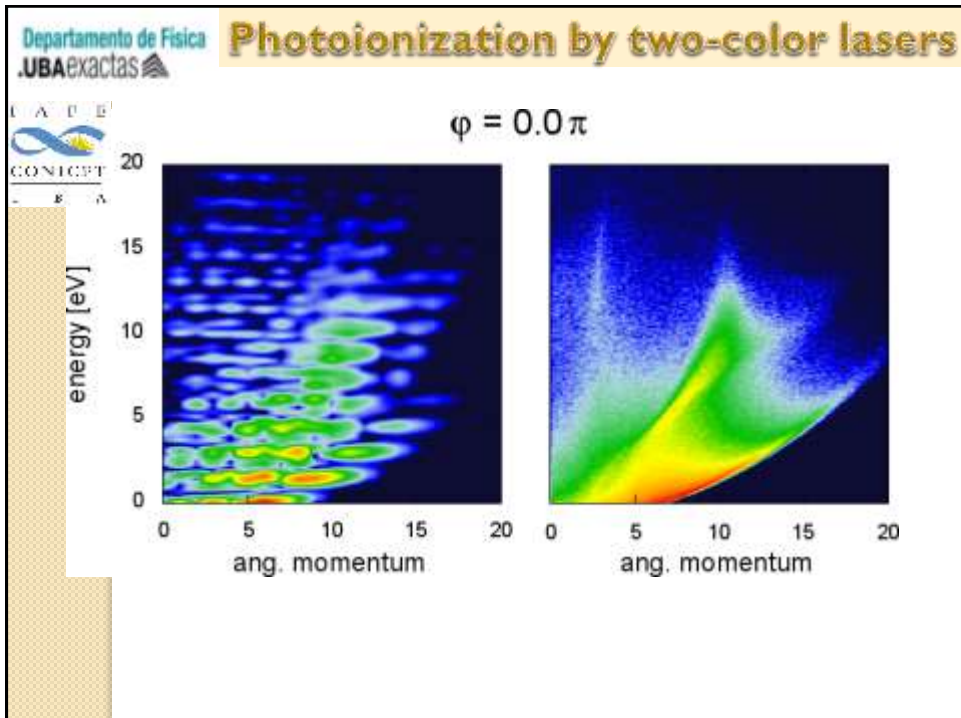 Departamento de Física
.UBAexactas
Photoionization by two-color lasers
I A F E
CONICET
φ = 0.0 π
20
15
10
5
0
energy [eV]
0 5 10 15 20
ang. momentum
0 5 10 15 20
ang. momentum